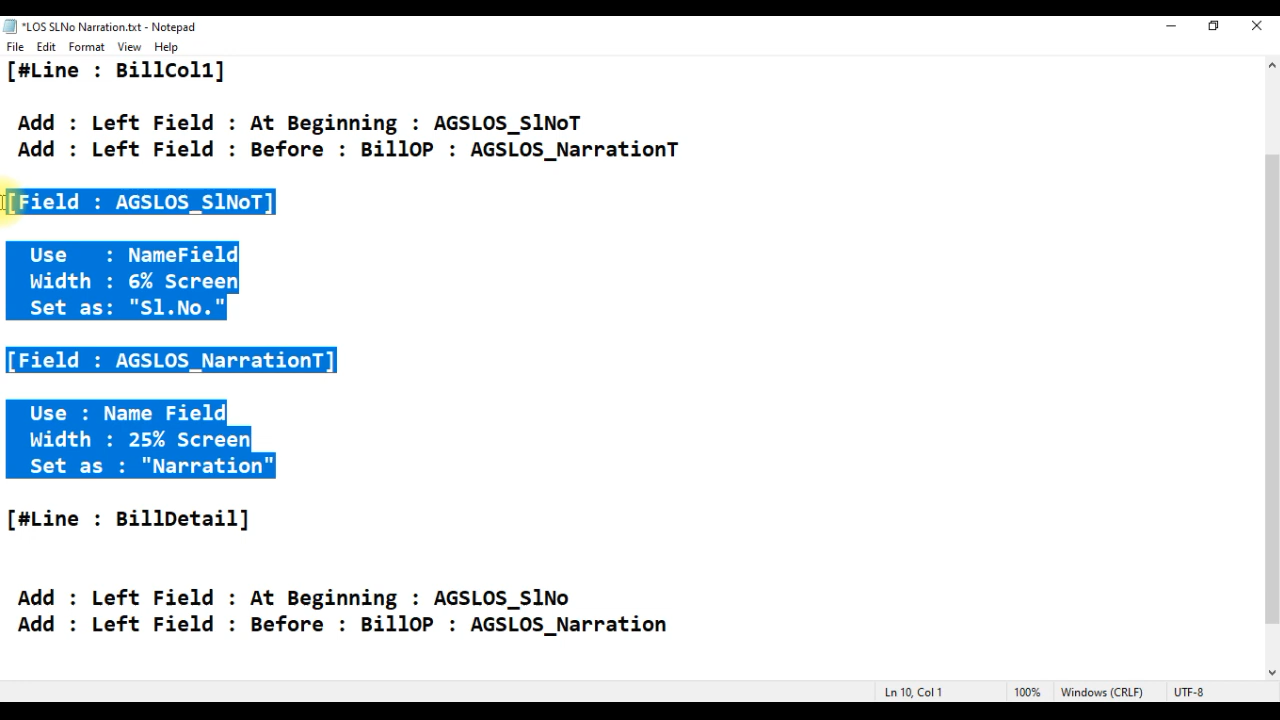 *LOS SLNo Narration.txt - Notepad
File Edit Format View Help
[#Line : BillCol1]
Add : Left Field : At Beginning : AGSLOS_SlNoT
Add : Left Field : Before : BillOP : AGSLOS_NarrationT
[Field : AGSLOS_SlNoT]
Use : NameField
Width : 6% Screen
Set as: "Sl.No."
[Field : AGSLOS_NarrationT]
Use : Name Field
Width : 25% Screen
Set as : "Narration"
[#Line : BillDetail]
Add : Left Field : At Beginning : AGSLOS_SlNo
Add : Left Field : Before : BillOP : AGSLOS_Narration
Ln 10, Col 1 100% Windows (CRLF) UTF-8